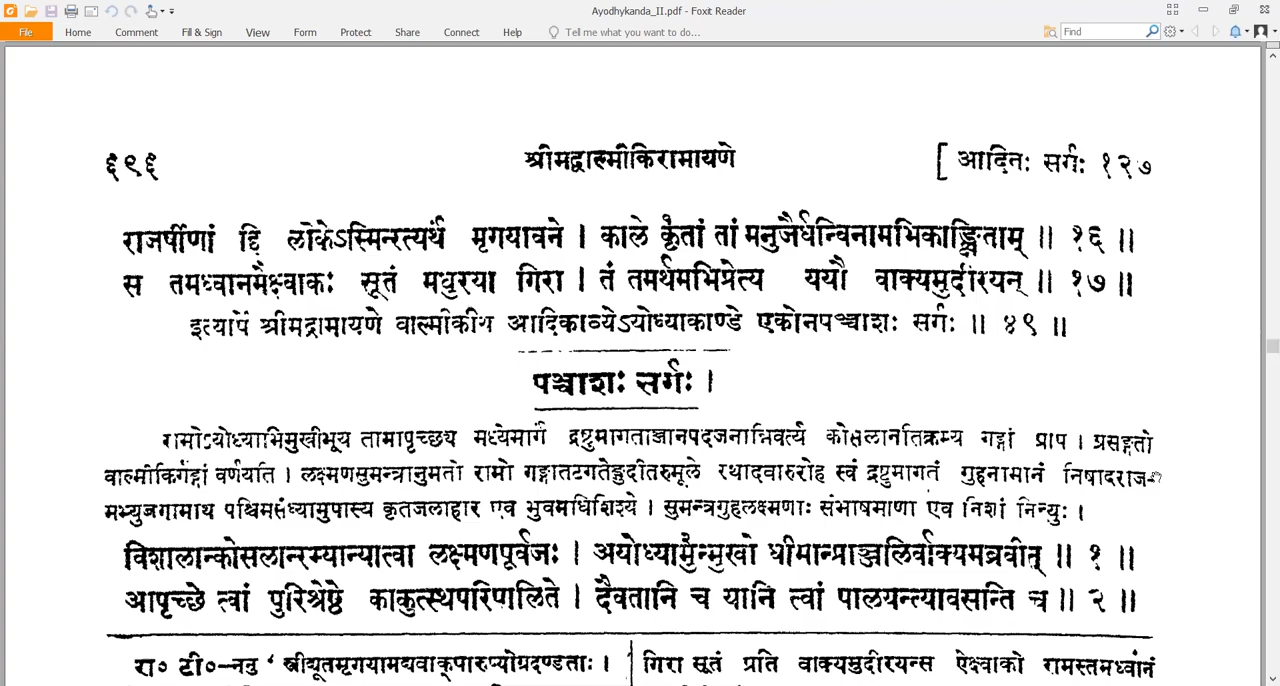 Ayodhykanda_II.pdf - Foxit Reader
File Home Comment Fill & Sign View Form Protect Share Connect Help Tell me what you want to do... Find
६९६ श्रीमद्वाल्मीकिरामायणे [ आदितः सर्गः १२७
राजर्षीणां हि लोकेऽस्मिन्रत्यर्थं मृगयावने । काले कृतां तां मनुजैर्धन्विनामभिकाङ्क्षिताम् ॥ १६ ॥
स तमध्वानमैक्ष्वाकः सूतं मधुरया गिरा । तं तमर्थमभिप्रेत्य ययौ वाक्यमुदीरयन् ॥ १७ ॥
इत्यार्षे श्रीमद्रामायणे वाल्मीकीये आदिकाव्येऽयोध्याकाण्डे एकोनपञ्चाशः सर्गः ॥ ४९ ॥
पञ्चाशः सर्गः ।
रामोऽयोध्याभिमुखीभूय तामापृच्छ्य मध्येमार्गं द्रष्टुमागताञ्जानपदजनान्निवर्त्य कोसलानतिक्रम्य गङ्गां प्राप । प्रसङ्गतो
वाल्मीकिर्गङ्गां वर्णयति । लक्ष्मणसुमन्त्रानुमतो रामो गङ्गातटगतेङ्गुदीतरुमूले रथादवारुरोह स्वं द्रष्टुमागतं गुहनामानं निषादराज-
मभ्युज्जगामाथ पश्चिमसंध्यामुपास्य कृतजलाहार एव भुवमधिशिश्ये । सुमन्त्रगुहलक्ष्मणाः संभाषमाणा एव निशां निन्युः ।
विशालान्कोसलान्रम्यान्यात्वा लक्ष्मणपूर्वजः । अयोध्यामुन्मुखो धीमान्प्राञ्जलिर्वाक्यमब्रवीत् ॥ १ ॥
आपृच्छे त्वां पुरिश्रेष्ठे काकुत्स्थपरिपालिते । दैवतानि च यानि त्वां पालयन्त्यावसन्ति च ॥ २ ॥
रा० टी०-ननु ' स्त्रीद्यूतमृगयामद्यवाक्पारुष्योग्रदण्डताः ।
गिरा सूतं प्रति वाक्यमुदीरयन्स ऐक्ष्वाको रामस्तमध्वानं